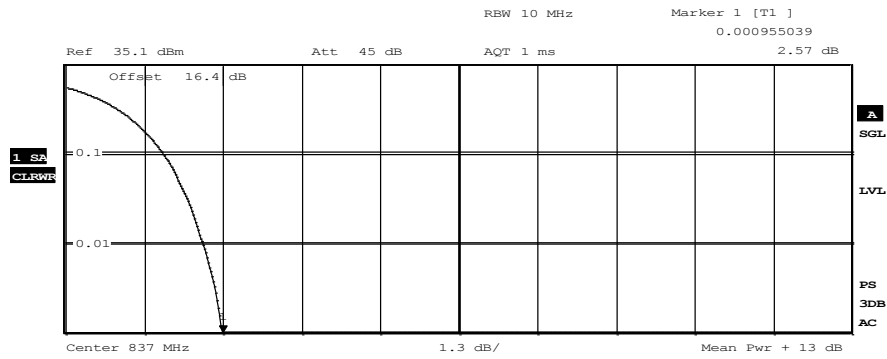 RBW 10 MHz Marker 1 [T1 ]
0.000955039
Ref 35.1 dBm Att 45 dB AQT 1 ms 2.57 dB
Offset 16.4 dB
A
SGL
0.1
1 SA
CLRWR
LVL
0.01
PS
3DB
1
AC
Center 837 MHz 1.3 dB/ Mean Pwr + 13 dB